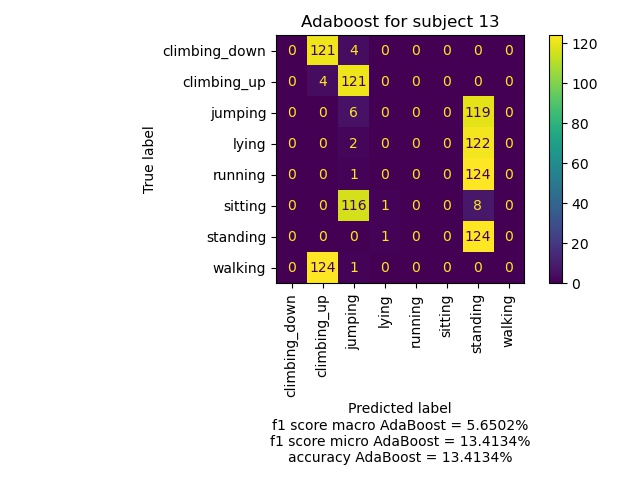 Adaboost for subject 13
True label
climbing_down 0 121 4 0 0 0 0 0
climbing_up 0 4 121 0 0 0 0 0
jumping 0 0 6 0 0 0 119 0
lying 0 0 2 0 0 0 122 0
running 0 0 1 0 0 0 124 0
sitting 0 0 116 1 0 0 8 0
standing 0 0 0 1 0 0 124 0
walking 0 124 1 0 0 0 0 0
120
100
80
60
40
20
0
climbing_down
climbing_up
jumping
lying
running
sitting
standing
walking
Predicted label
f1 score macro AdaBoost = 5.6502%
f1 score micro AdaBoost = 13.4134%
accuracy AdaBoost = 13.4134%